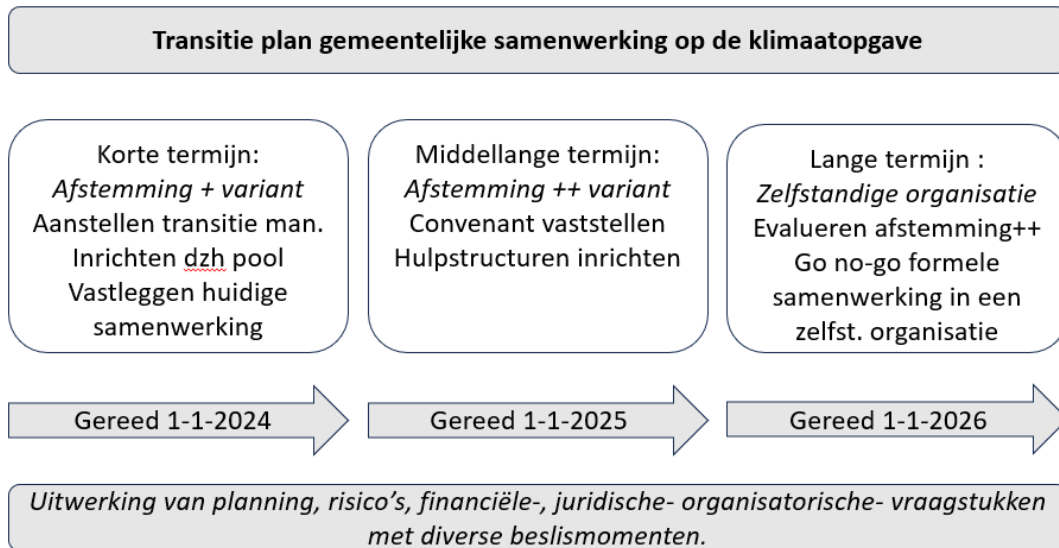 Transitie plan gemeentelijke samenwerking op de klimaatopgave
Korte termijn:
Afstemming + variant
Aanstellen transitie man.
Inrichten dzh pool
Vastleggen huidige
samenwerking
Middellange termijn:
Afstemming ++ variant
Convenant vaststellen
Hulpstructuren inrichten
Lange termijn :
Zelfstandige organisatie
Evalueren afstemming++
Go no-go formele
samenwerking in een
zelfst. organisatie
Gereed 1-1-2024
Gereed 1-1-2025
Gereed 1-1-2026
Uitwerking van planning, risico’s, financiële-, juridische- organisatorische- vraagstukken
met diverse beslismomenten.